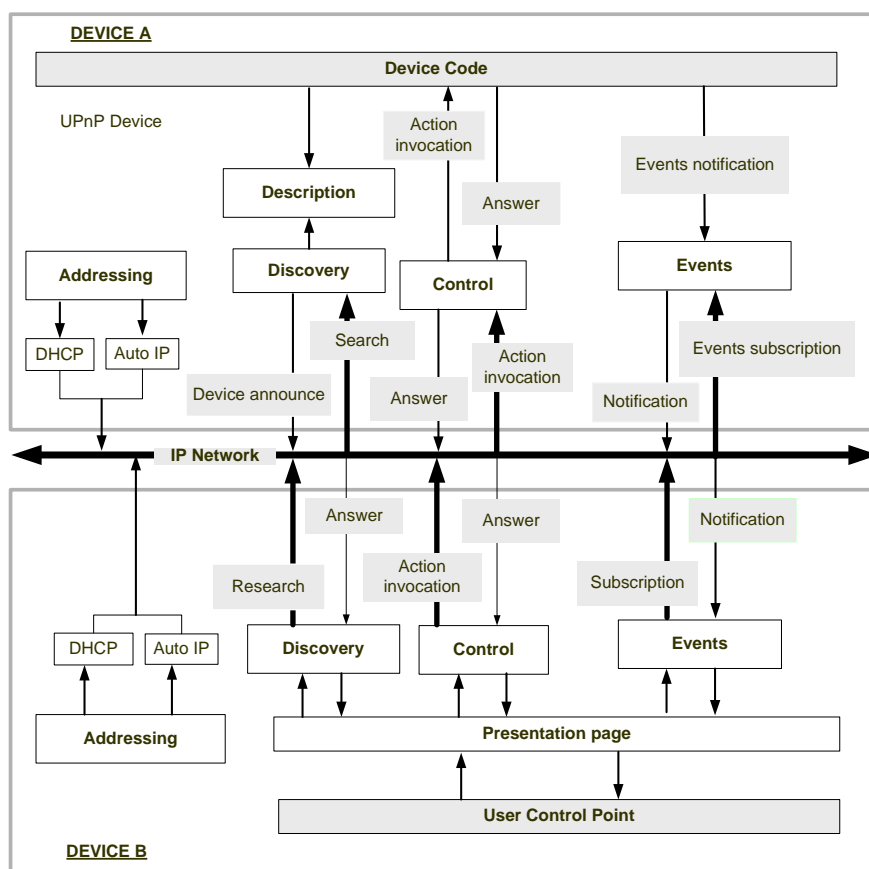 DEVICE A
Device Code
UPnP Device
Action
invocation
Events notification
Description
Answer
Addressing
Discovery
Control
Events
DHCP
Auto IP
Search
Action
invocation
Events subscription
Device announce
Answer
Notification
IP Network
Answer
Answer
Notification
Research
Action
invocation
Subscription
DHCP
Auto IP
Discovery
Control
Events
Addressing
Presentation page
User Control Point
DEVICE B